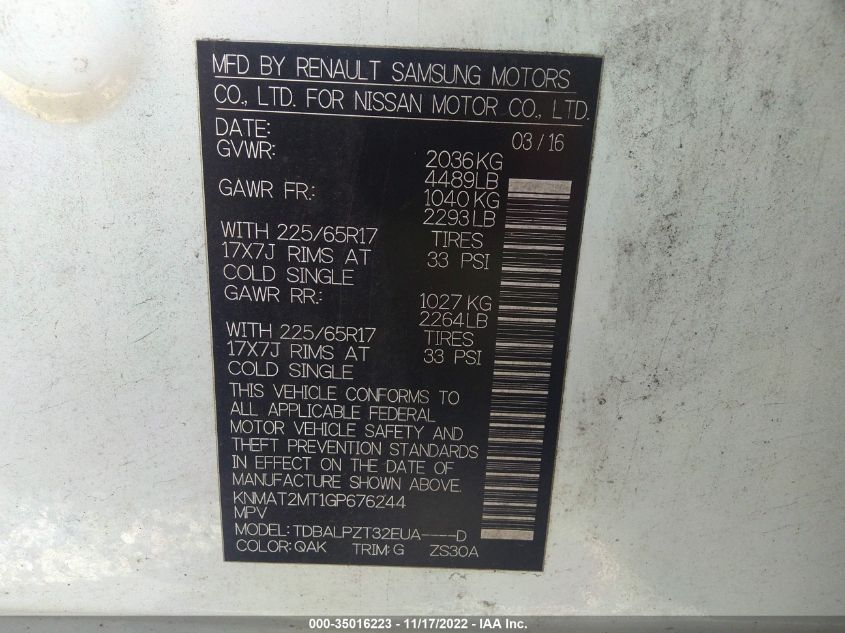 MFD BY RENAULT SAMSUNG MOTORS
CO., LTD. FOR NISSAN MOTOR CO., LTD.
DATE: 03/16
GVWR: 2036KG
4489LB
GAWR FR.: 1040 KG
2293LB
WITH 225/65R17 TIRES
17X7J RIMS AT 33 PSI
COLD SINGLE
GAWR RR.: 1027 KG
2264LB
WITH 225/65R17 TIRES
17X7J RIMS AT 33 PSI
COLD SINGLE
THIS VEHICLE CONFORMS TO
ALL APPLICABLE FEDERAL
MOTOR VEHICLE SAFETY AND
THEFT PREVENTION STANDARDS
IN EFFECT ON THE DATE OF
MANUFACTURE SHOWN ABOVE.
KNMAT2MT1GP676244
MPV
MODEL: TDBALPZT32EUA----D
COLOR: QAK TRIM: G ZS30A
000-35016223 - 11/17/2022 - IAA Inc.